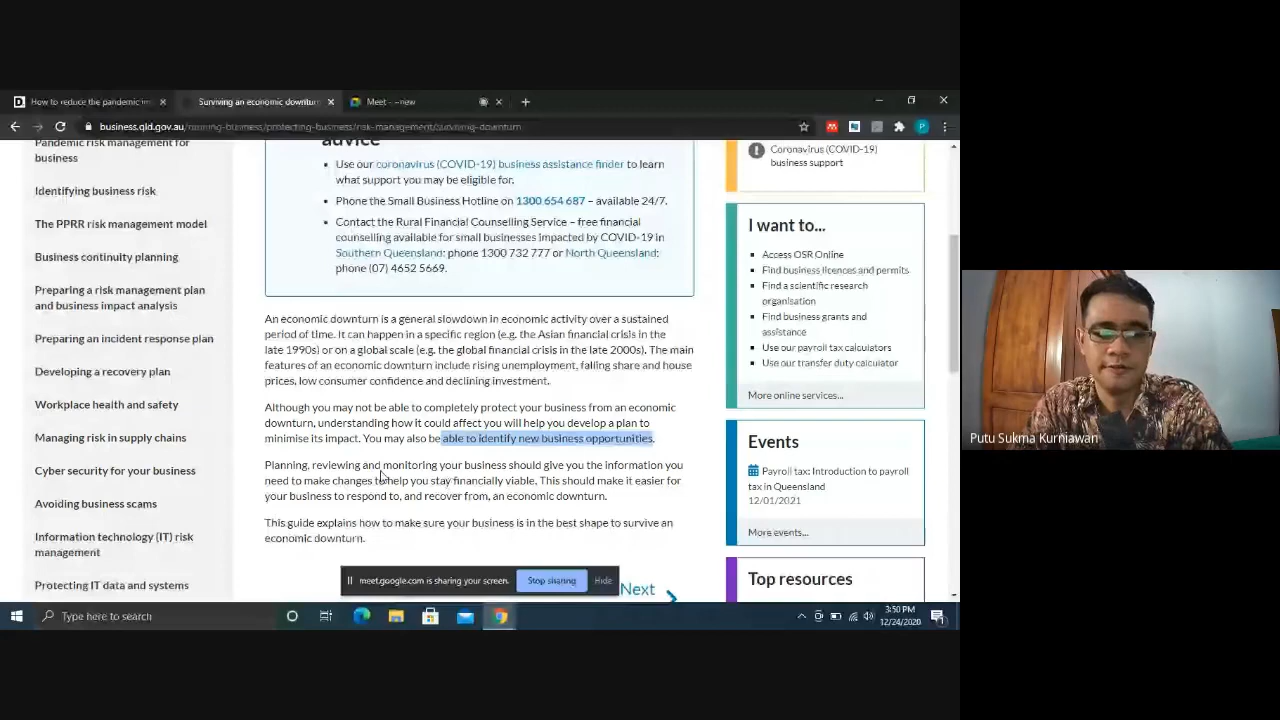 How to reduce the pandemic im
Surviving an economic downturn
Meet – –new
business.qld.gov.au/running-business/protecting-business/risk-management/surviving-downturn
Pandemic risk management for
business
Identifying business risk
The PPRR risk management model
Business continuity planning
Preparing a risk management plan
and business impact analysis
Preparing an incident response plan
Developing a recovery plan
Workplace health and safety
Managing risk in supply chains
Cyber security for your business
Avoiding business scams
Information technology (IT) risk
management
Protecting IT data and systems
advice
Use our coronavirus (COVID-19) business assistance finder to learn
what support you may be eligible for.
Phone the Small Business Hotline on 1300 654 687 – available 24/7.
Contact the Rural Financial Counselling Service – free financial
counselling available for small businesses impacted by COVID-19 in
Southern Queensland: phone 1300 732 777 or North Queensland:
phone (07) 4652 5669.
An economic downturn is a general slowdown in economic activity over a sustained
period of time. It can happen in a specific region (e.g. the Asian financial crisis in the
late 1990s) or on a global scale (e.g. the global financial crisis in the late 2000s). The main
features of an economic downturn include rising unemployment, falling share and house
prices, low consumer confidence and declining investment.
Although you may not be able to completely protect your business from an economic
downturn, understanding how it could affect you will help you develop a plan to
minimise its impact. You may also be able to identify new business opportunities.
Planning, reviewing and monitoring your business should give you the information you
need to make changes to help you stay financially viable. This should make it easier for
your business to respond to, and recover from, an economic downturn.
This guide explains how to make sure your business is in the best shape to survive an
economic downturn.
Next
Coronavirus (COVID-19)
business support
I want to...
Access OSR Online
Find business licences and permits
Find a scientific research
organisation
Find business grants and
assistance
Use our payroll tax calculators
Use our transfer duty calculator
More online services...
Events
Payroll tax: Introduction to payroll
tax in Queensland
12/01/2021
More events...
Top resources
meet.google.com is sharing your screen.
Stop sharing
Hide
Type here to search
3:50 PM
12/24/2020
Putu Sukma Kurniawan